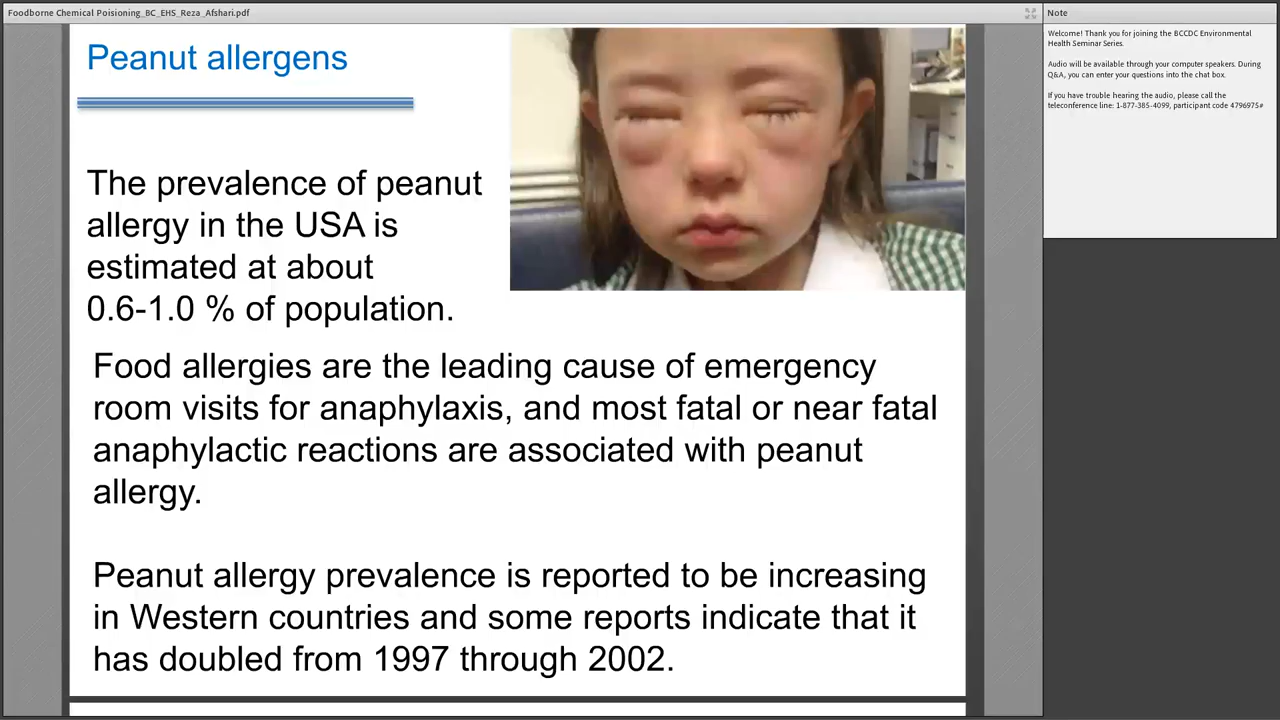 Foodborne Chemical Poisioning_BC_EHS_Reza_Afshari.pdf
Peanut allergens
The prevalence of peanut
allergy in the USA is
estimated at about
0.6-1.0 % of population.
Food allergies are the leading cause of emergency
room visits for anaphylaxis, and most fatal or near fatal
anaphylactic reactions are associated with peanut
allergy.
Peanut allergy prevalence is reported to be increasing
in Western countries and some reports indicate that it
has doubled from 1997 through 2002.
Note
Welcome! Thank you for joining the BCCDC Environmental
Health Seminar Series.
Audio will be available through your computer speakers. During
Q&A, you can enter your questions into the chat box.
If you have trouble hearing the audio, please call the
teleconference line: 1-877-385-4099, participant code 4796975#